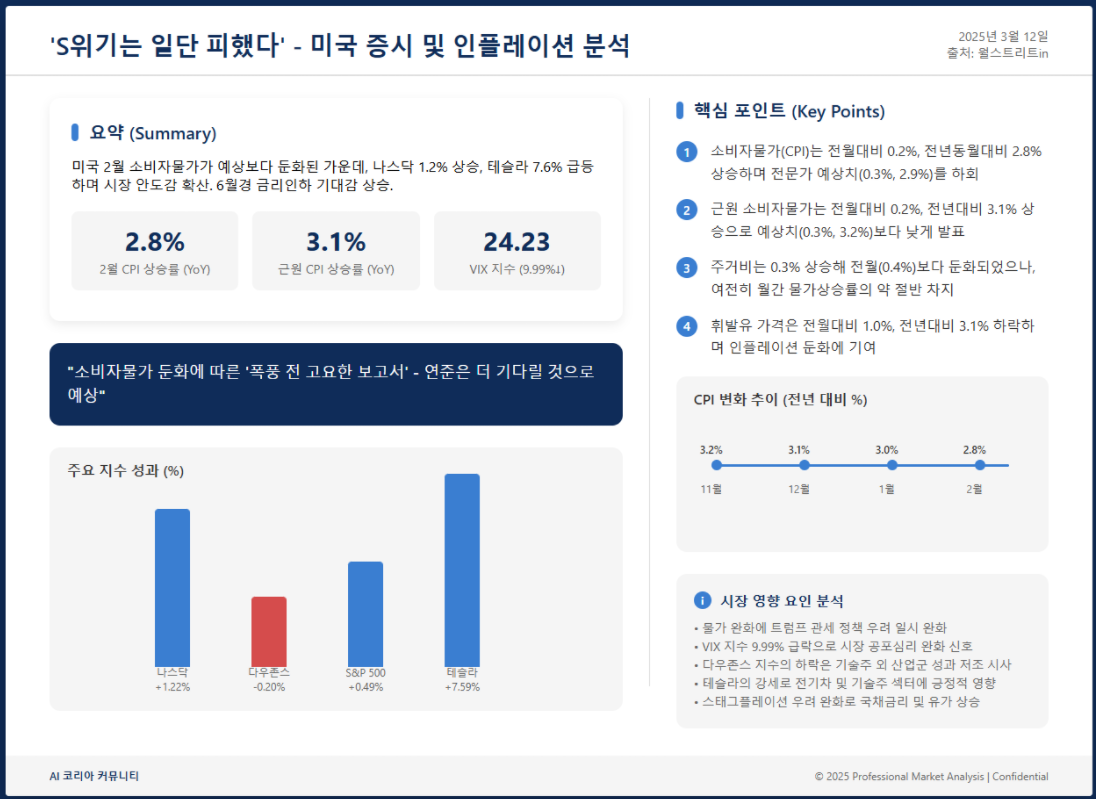 'S위기는 일단 피했다' - 미국 증시 및 인플레이션 분석
2025년 3월 12일
출처: 월스트리트in
요약 (Summary)
미국 2월 소비자물가가 예상보다 둔화된 가운데, 나스닥 1.2% 상승, 테슬라 7.6% 급등
하며 시장 안도감 확산. 6월경 금리인하 기대감 상승.
2.8%
2월 CPI 상승률 (YoY)
3.1%
근원 CPI 상승률 (YoY)
24.23
VIX 지수 (9.99%↓)
"소비자물가 둔화에 따른 '폭풍 전 고요한 보고서' - 연준은 더 기다릴 것으로
예상"
주요 지수 성과 (%)
나스닥
+1.22%
다우존스
-0.20%
S&P 500
+0.49%
테슬라
+7.59%
핵심 포인트 (Key Points)
1 소비자물가(CPI)는 전월대비 0.2%, 전년동월대비 2.8%
상승하며 전문가 예상치(0.3%, 2.9%)를 하회
2 근원 소비자물가는 전월대비 0.2%, 전년대비 3.1% 상
승으로 예상치(0.3%, 3.2%)보다 낮게 발표
3 주거비는 0.3% 상승해 전월(0.4%)보다 둔화되었으나,
여전히 월간 물가상승률의 약 절반 차지
4 휘발유 가격은 전월대비 1.0%, 전년대비 3.1% 하락하
며 인플레이션 둔화에 기여
CPI 변화 추이 (전년 대비 %)
3.2% 3.1% 3.0% 2.8%
11월 12월 1월 2월
i 시장 영향 요인 분석
• 물가 완화에 트럼프 관세 정책 우려 일시 완화
• VIX 지수 9.99% 급락으로 시장 공포심리 완화 신호
• 다우존스 지수의 하락은 기술주 외 산업군 성과 저조 시사
• 테슬라의 강세로 전기차 및 기술주 섹터에 긍정적 영향
• 스태그플레이션 우려 완화로 국채금리 및 유가 상승
AI 코리아 커뮤니티
© 2025 Professional Market Analysis | Confidential